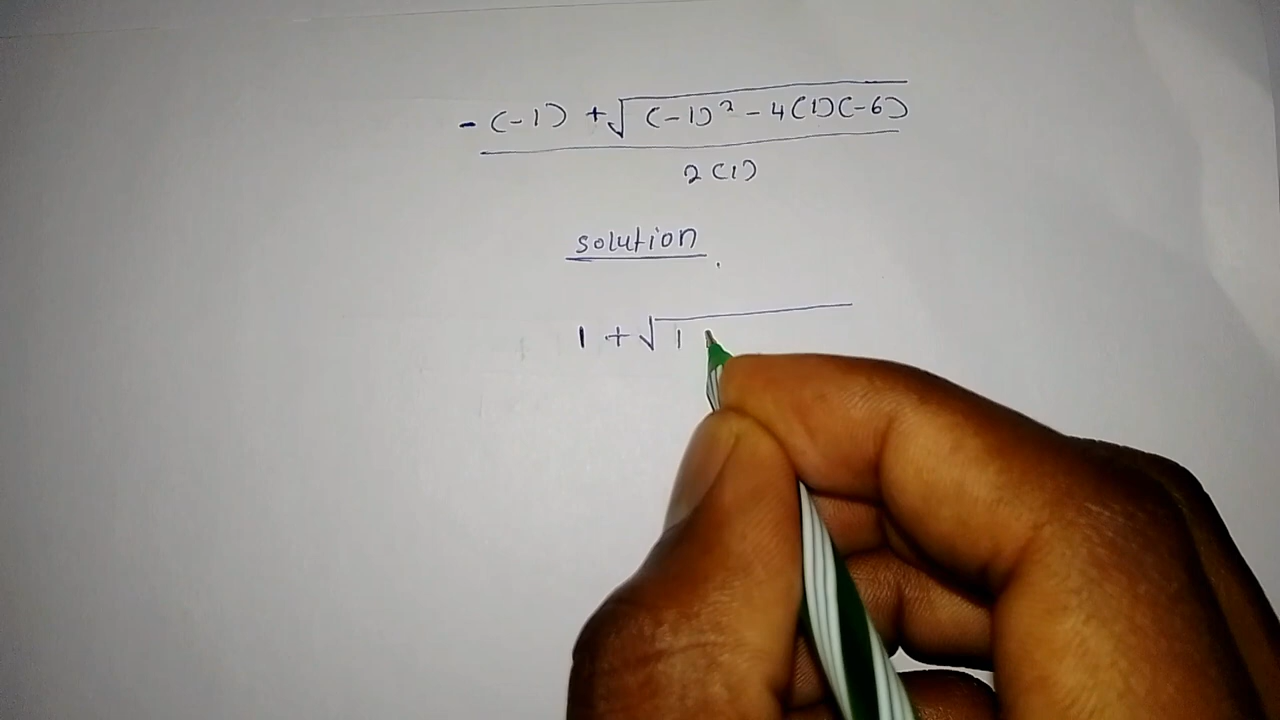 - (-1) + √(-1)² - 4(1)(-6)
2(1)
solution
1 + √1